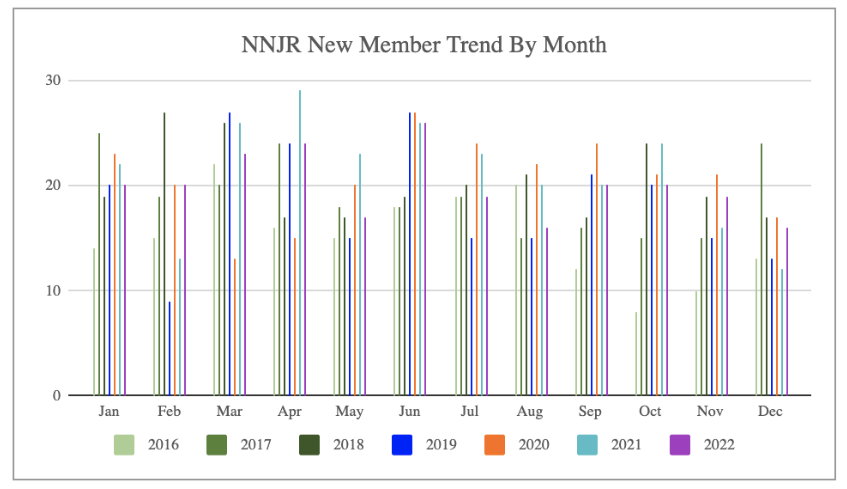 NNJR New Member Trend By Month
30
20
10
0
Jan Feb Mar Apr May Jun Jul Aug Sep Oct Nov Dec
2016 2017 2018 2019 2020 2021 2022